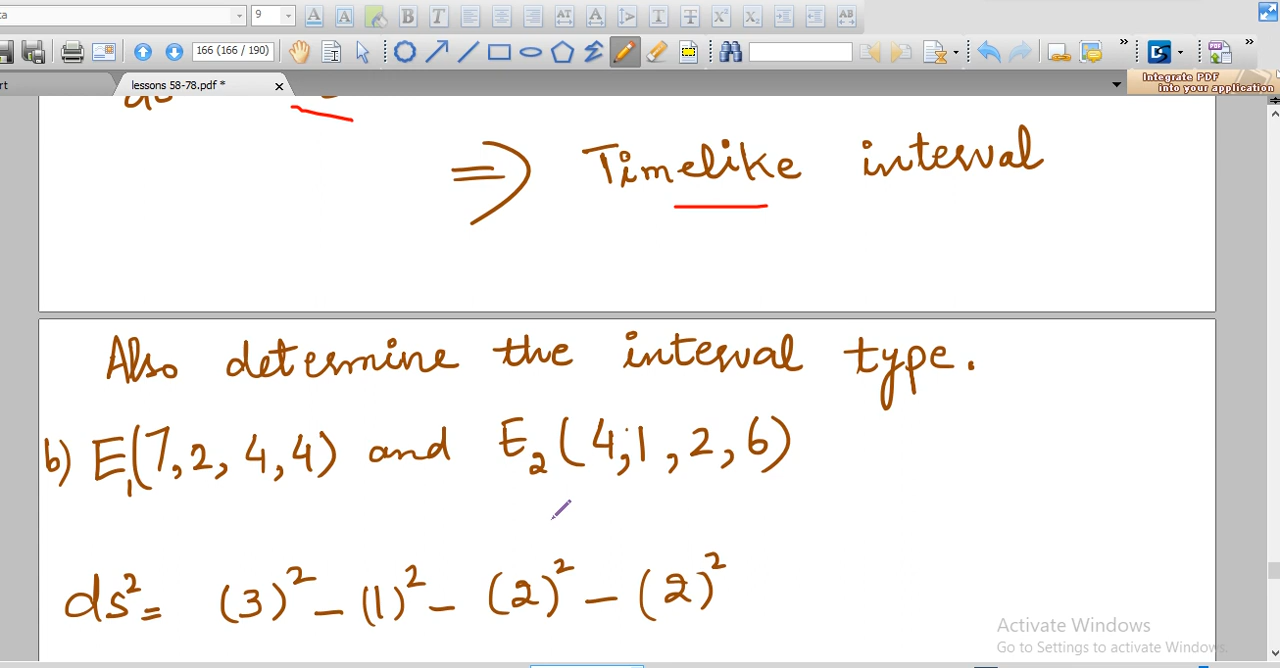 9
166 (166 / 190)
lessons 58-78.pdf *
Integrate PDF
into your application
⇒ Timelike interval
Also determine the interval type.
b) E₁(7, 2, 4, 4) and E₂(4, 1, 2, 6)
ds² = (3)² – (1)² – (2)² – (2)²
Activate Windows
Go to Settings to activate Windows.